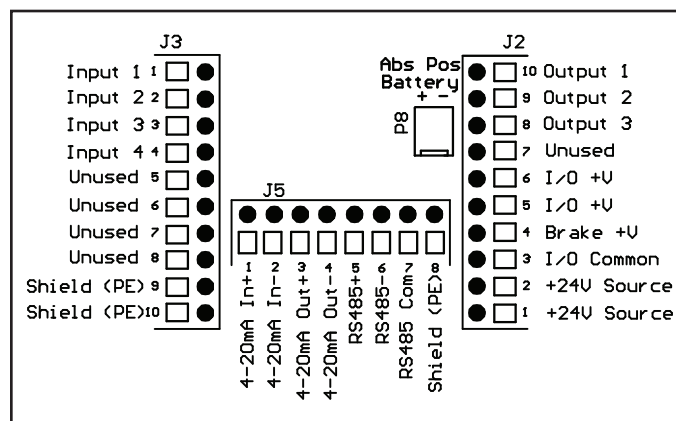 J3
Input 1 1
Input 2 2
Input 3 3
Input 4 4
Unused 5
Unused 6
Unused 7
Unused 8
Shield (PE) 9
Shield (PE) 10
Abs Pos
Battery
+ -
P8
J2
10 Output 1
9 Output 2
8 Output 3
7 Unused
6 I/O +V
5 I/O +V
4 Brake +V
3 I/O Common
2 +24V Source
1 +24V Source
J5
1 2 3 4 5 6 7 8
4-20mA In+
4-20mA In-
4-20mA Out+
4-20mA Out-
RS485+
RS485-
RS485 Com
Shield (PE)